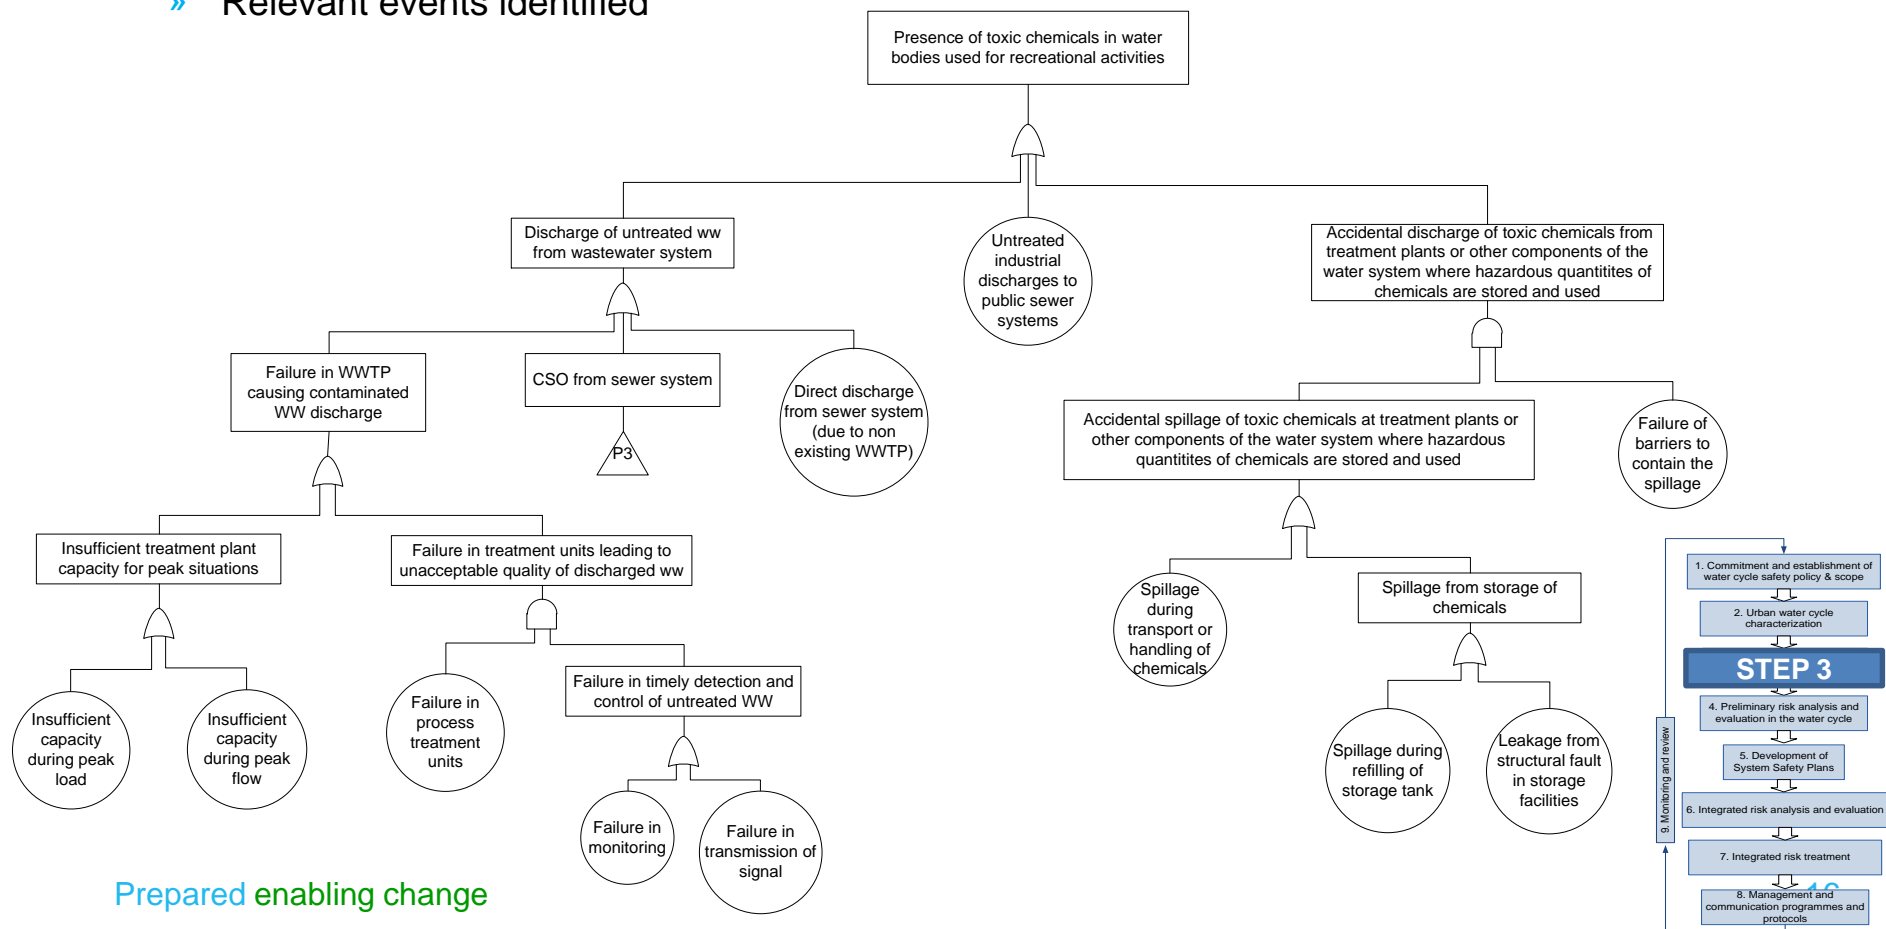 » Relevant events identified
Presence of toxic chemicals in water
bodies used for recreational activities
Discharge of untreated ww
from wastewater system
Untreated
industrial
discharges to
public sewer
systems
Accidental discharge of toxic chemicals from
treatment plants or other components of the
water system where hazardous quantitites of
chemicals are stored and used
Failure in WWTP
causing contaminated
WW discharge
CSO from sewer system
P3
Direct discharge
from sewer system
(due to non
existing WWTP)
Accidental spillage of toxic chemicals at treatment plants or
other components of the water system where hazardous
quantitites of chemicals are stored and used
Failure of
barriers to
contain the
spillage
Insufficient treatment plant
capacity for peak situations
Failure in treatment units leading to
unacceptable quality of discharged ww
Spillage
during
transport or
handling of
chemicals
Spillage from storage of
chemicals
Insufficient
capacity
during peak
load
Insufficient
capacity
during peak
flow
Failure in
process
treatment
units
Failure in timely detection and
control of untreated WW
Failure in
monitoring
Failure in
transmission of
signal
Spillage during
refilling of
storage tank
Leakage from
structural fault
in storage
facilities
1. Commitment and establishment of
water cycle safety policy & scope
2. Urban water cycle
characterization
STEP 3
4. Preliminary risk analysis and
evaluation in the water cycle
5. Development of
System Safety Plans
6. Integrated risk analysis and evaluation
7. Integrated risk treatment
8. Management and
communication programmes and
protocols
9. Monitoring and review
Prepared enabling change
16